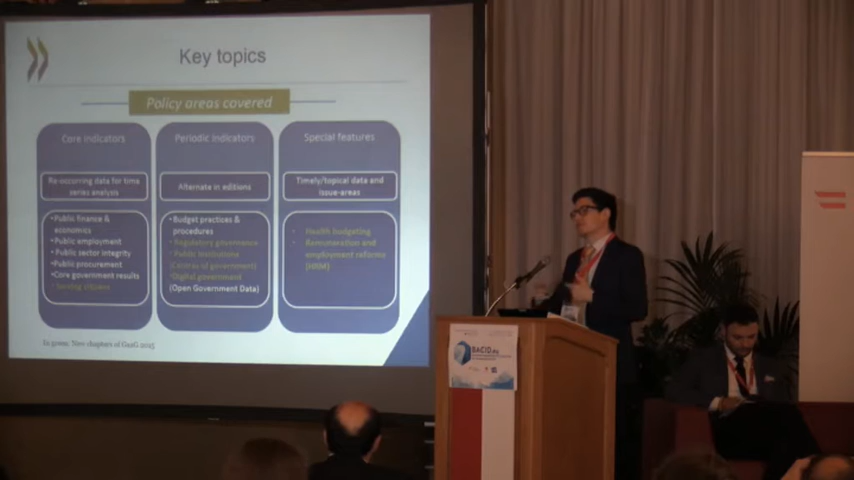 Key topics
Policy areas covered
Core indicators
Re-occurring data for time
series analysis
•Public finance &
economics
•Public employment
•Public sector integrity
•Public procurement
•Core government results
•Serving citizens
Periodic indicators
Alternate in editions
•Budget practices &
procedures
•Regulatory governance
•Public institutions
(Centres of government)
•Digital government
(Open Government Data)
Special features
Timely/topical data and
issue-areas
• Health budgeting
• Remuneration and
employment reforms
(HRM)
In green: New chapters of GaaG 2015
BACID.eu